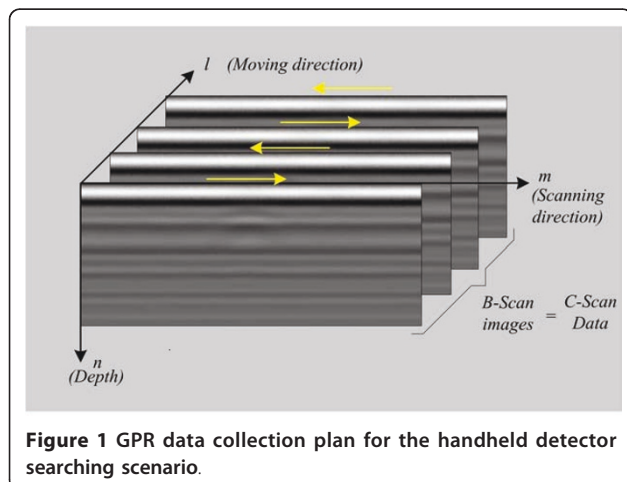 l (Moving direction)
m
(Scanning
direction)
B-Scan
images = C-Scan
Data
n
(Depth)
Figure 1 GPR data collection plan for the handheld detector
searching scenario.